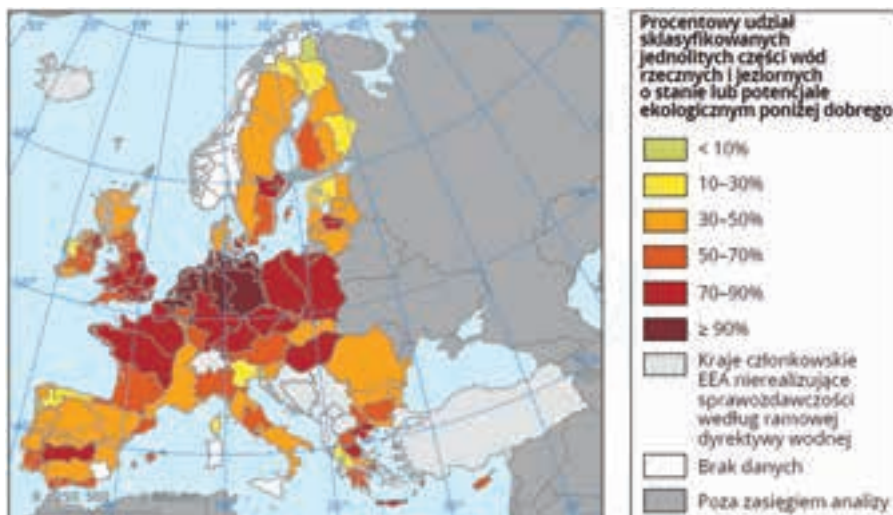 Procentowy udział
sklasyfikowanych
jednolitych części wód
rzecznych i jeziornych
o stanie lub potencjale
ekologicznym poniżej dobrego
< 10%
10–30%
30–50%
50–70%
70–90%
≥ 90%
Kraje członkowskie
EEA nierealizujące
sprawozdawczości
według ramowej
dyrektywy wodnej
Brak danych
Poza zasięgiem analizy